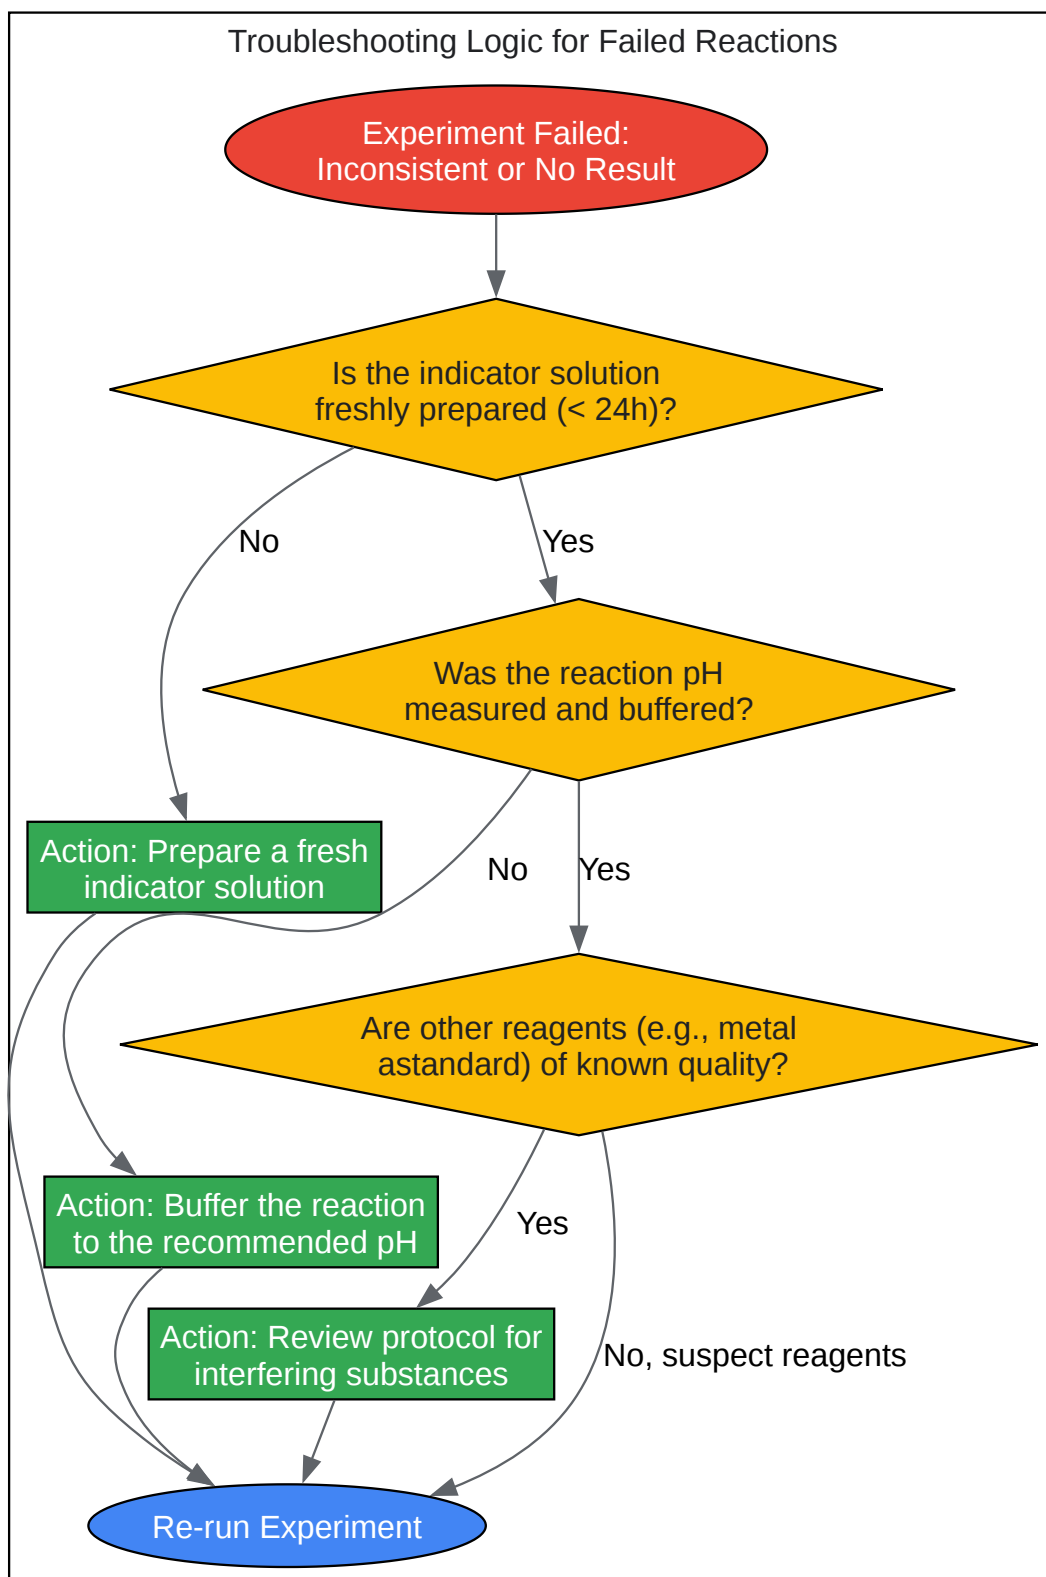 Troubleshooting Logic for Failed Reactions
Experiment Failed:
Inconsistent or No Result
Is the indicator solution
freshly prepared (< 24h)?
No
Yes
Was the reaction pH
measured and buffered?
Action: Prepare a fresh
indicator solution
No
Yes
Are other reagents (e.g., metal
astandard) of known quality?
Action: Buffer the reaction
to the recommended pH
Yes
Action: Review protocol for
interfering substances
No, suspect reagents
Re-run Experiment